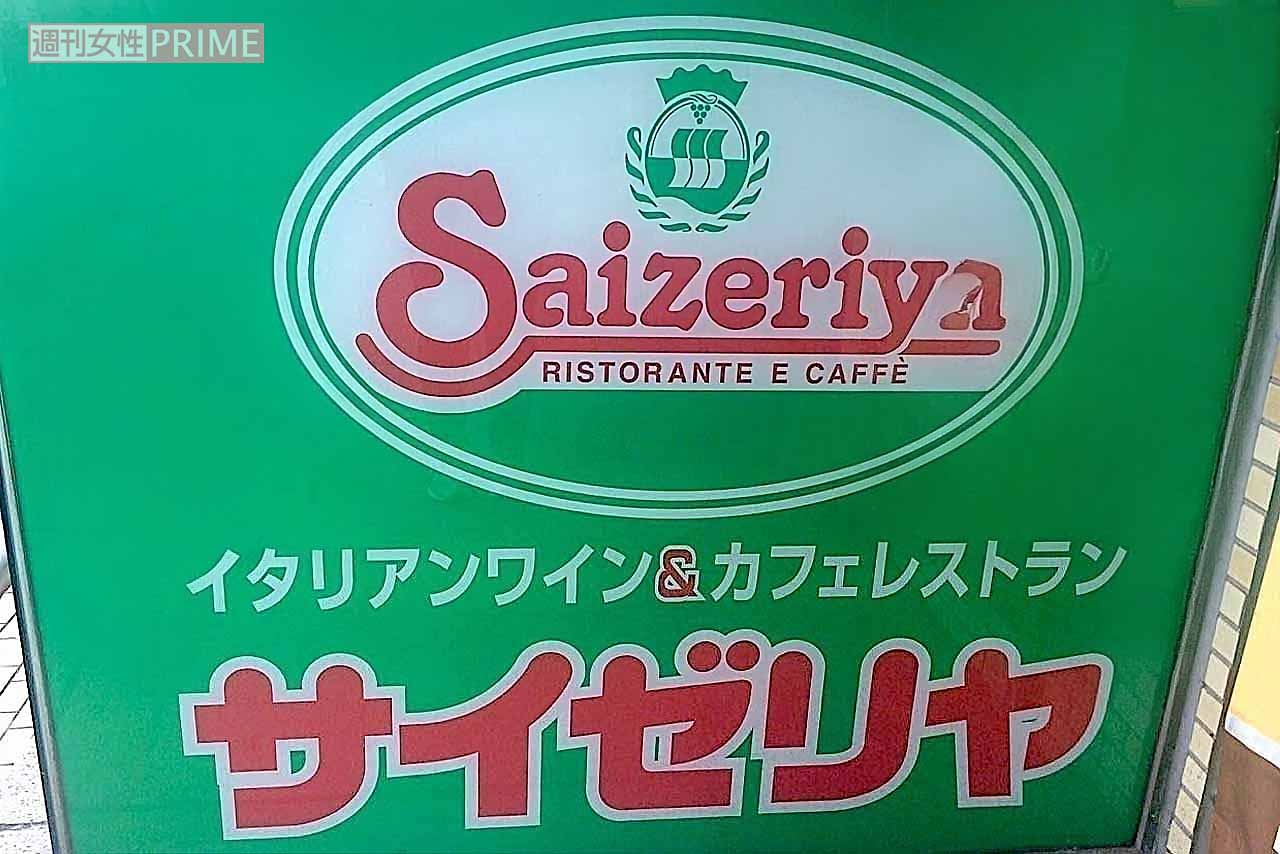 週刊女性PRIME
Saizeriya
RISTORANTE E CAFFÈ
イタリアンワイン&カフェレストラン
サイゼリヤ